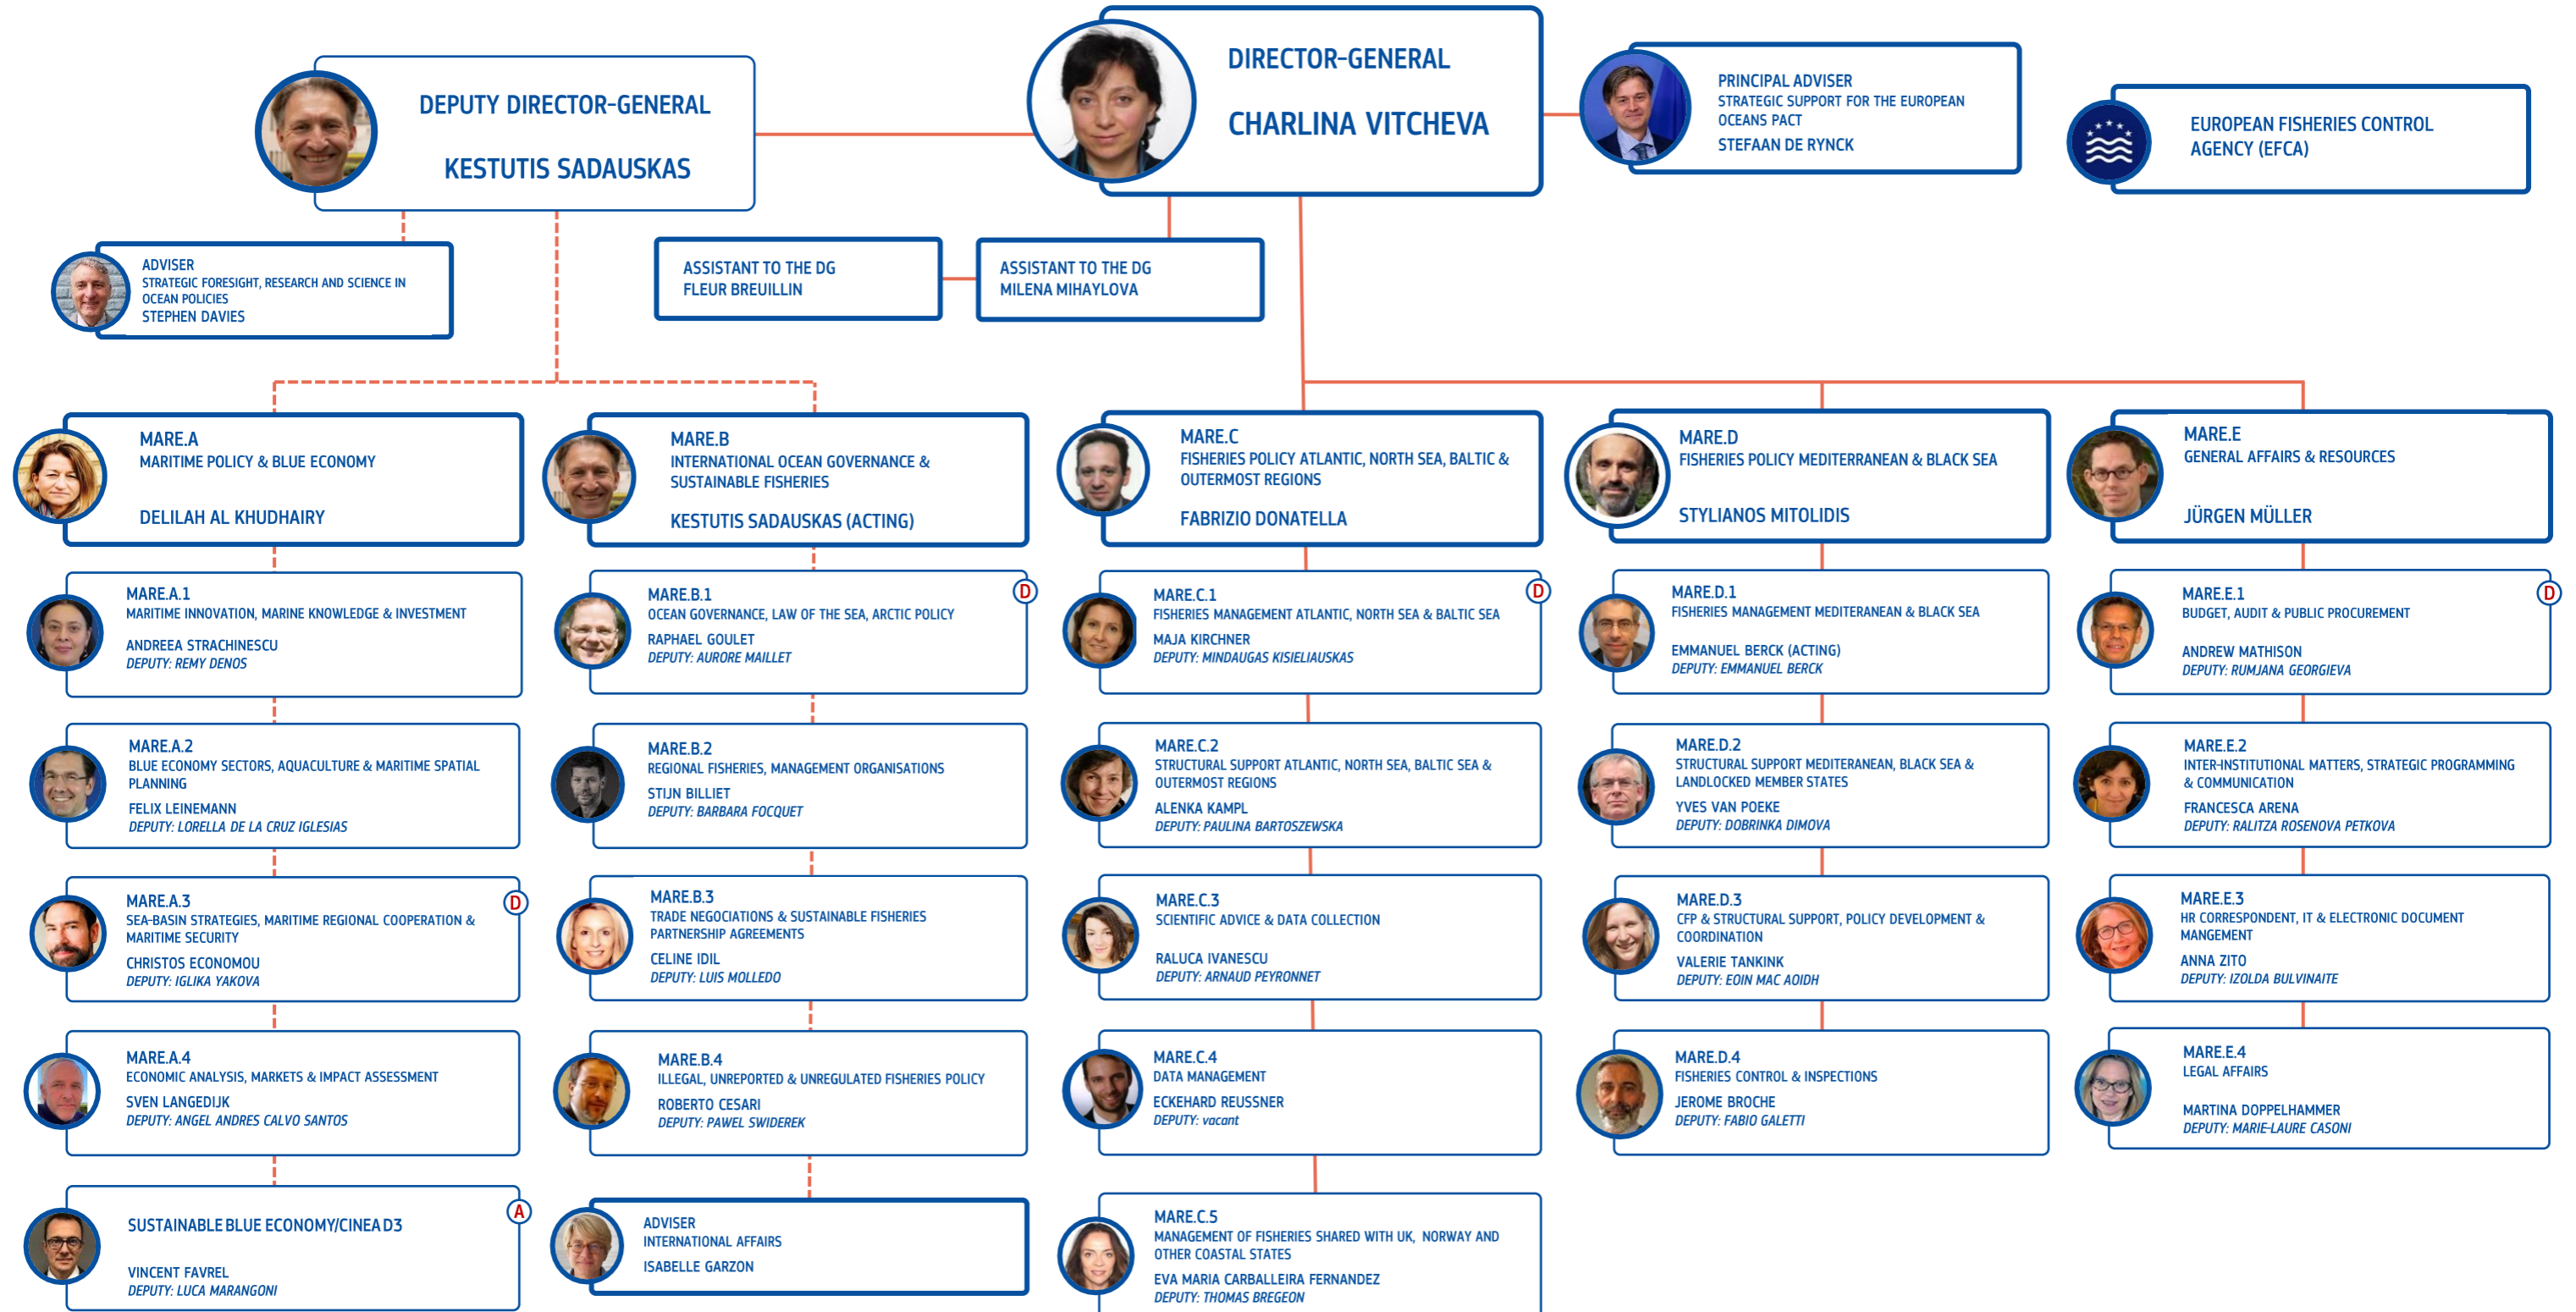 DEPUTY DIRECTOR-GENERAL
KESTUTIS SADAUSKAS
DIRECTOR-GENERAL
CHARLINA VITCHEVA
PRINCIPAL ADVISER
STRATEGIC SUPPORT FOR THE EUROPEAN
OCEANS PACT
STEFAAN DE RYNCK
EUROPEAN FISHERIES CONTROL
AGENCY (EFCA)
ADVISER
STRATEGIC FORESIGHT, RESEARCH AND SCIENCE IN
OCEAN POLICIES
STEPHEN DAVIES
ASSISTANT TO THE DG
FLEUR BREUILLIN
ASSISTANT TO THE DG
MILENA MIHAYLOVA
MARE.A
MARITIME POLICY & BLUE ECONOMY
DELILAH AL KHUDHAIRY
MARE.A.1
MARITIME INNOVATION, MARINE KNOWLEDGE & INVESTMENT
ANDREEA STRACHINESCU
DEPUTY: REMY DENOS
MARE.A.2
BLUE ECONOMY SECTORS, AQUACULTURE & MARITIME SPATIAL
PLANNING
FELIX LEINEMANN
DEPUTY: LORELLA DE LA CRUZ IGLESIAS
MARE.A.3
D
SEA-BASIN STRATEGIES, MARITIME REGIONAL COOPERATION &
MARITIME SECURITY
CHRISTOS ECONOMOU
DEPUTY: IGLIKA YAKOVA
MARE.A.4
ECONOMIC ANALYSIS, MARKETS & IMPACT ASSESSMENT
SVEN LANGEDIJK
DEPUTY: ANGEL ANDRES CALVO SANTOS
A
SUSTAINABLE BLUE ECONOMY/CINEA D3
VINCENT FAVREL
DEPUTY: LUCA MARANGONI
MARE.B
INTERNATIONAL OCEAN GOVERNANCE &
SUSTAINABLE FISHERIES
KESTUTIS SADAUSKAS (ACTING)
MARE.B.1
D
OCEAN GOVERNANCE, LAW OF THE SEA, ARCTIC POLICY
RAPHAEL GOULET
DEPUTY: AURORE MAILLET
MARE.B.2
REGIONAL FISHERIES, MANAGEMENT ORGANISATIONS
STIJN BILLIET
DEPUTY: BARBARA FOCQUET
MARE.B.3
TRADE NEGOCIATIONS & SUSTAINABLE FISHERIES
PARTNERSHIP AGREEMENTS
CELINE IDIL
DEPUTY: LUIS MOLLEDO
MARE.B.4
ILLEGAL, UNREPORTED & UNREGULATED FISHERIES POLICY
ROBERTO CESARI
DEPUTY: PAWEL SWIDEREK
ADVISER
INTERNATIONAL AFFAIRS
ISABELLE GARZON
MARE.C
FISHERIES POLICY ATLANTIC, NORTH SEA, BALTIC &
OUTERMOST REGIONS
FABRIZIO DONATELLA
MARE.C.1
D
FISHERIES MANAGEMENT ATLANTIC, NORTH SEA & BALTIC SEA
MAJA KIRCHNER
DEPUTY: MINDAUGAS KISIELIAUSKAS
MARE.C.2
STRUCTURAL SUPPORT ATLANTIC, NORTH SEA, BALTIC SEA &
OUTERMOST REGIONS
ALENKA KAMPL
DEPUTY: PAULINA BARTOSZEWSKA
MARE.C.3
SCIENTIFIC ADVICE & DATA COLLECTION
RALUCA IVANESCU
DEPUTY: ARNAUD PEYRONNET
MARE.C.4
DATA MANAGEMENT
ECKEHARD REUSSNER
DEPUTY: vacant
MARE.C.5
MANAGEMENT OF FISHERIES SHARED WITH UK, NORWAY AND
OTHER COASTAL STATES
EVA MARIA CARBALLEIRA FERNANDEZ
DEPUTY: THOMAS BREGEON
MARE.D
FISHERIES POLICY MEDITERRANEAN & BLACK SEA
STYLIANOS MITOLIDIS
MARE.D.1
FISHERIES MANAGEMENT MEDITERANEAN & BLACK SEA
EMMANUEL BERCK (ACTING)
DEPUTY: EMMANUEL BERCK
MARE.D.2
STRUCTURAL SUPPORT MEDITERANEAN, BLACK SEA &
LANDLOCKED MEMBER STATES
YVES VAN POEKE
DEPUTY: DOBRINKA DIMOVA
MARE.D.3
CFP & STRUCTURAL SUPPORT, POLICY DEVELOPMENT &
COORDINATION
VALERIE TANKINK
DEPUTY: EOIN MAC AOIDH
MARE.D.4
FISHERIES CONTROL & INSPECTIONS
JEROME BROCHE
DEPUTY: FABIO GALETTI
MARE.E
GENERAL AFFAIRS & RESOURCES
JÜRGEN MÜLLER
MARE.E.1
D
BUDGET, AUDIT & PUBLIC PROCUREMENT
ANDREW MATHISON
DEPUTY: RUMJANA GEORGIEVA
MARE.E.2
INTER-INSTITUTIONAL MATTERS, STRATEGIC PROGRAMMING
& COMMUNICATION
FRANCESCA ARENA
DEPUTY: RALITZA ROSENOVA PETKOVA
MARE.E.3
HR CORRESPONDENT, IT & ELECTRONIC DOCUMENT
MANGEMENT
ANNA ZITO
DEPUTY: IZOLDA BULVINAITE
MARE.E.4
LEGAL AFFAIRS
MARTINA DOPPELHAMMER
DEPUTY: MARIE-LAURE CASONI